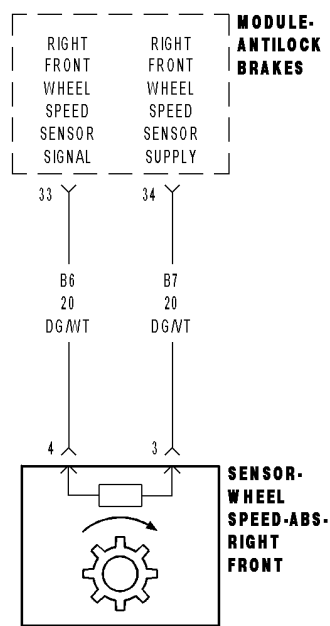 MODULE-
ANTILOCK
BRAKES
RIGHT
FRONT
WHEEL
SPEED
SENSOR
SIGNAL
RIGHT
FRONT
WHEEL
SPEED
SENSOR
SUPPLY
33
34
B6
20
DG/WT
B7
20
DG/VT
4
3
SENSOR-
WHEEL
SPEED-ABS-
RIGHT
FRONT